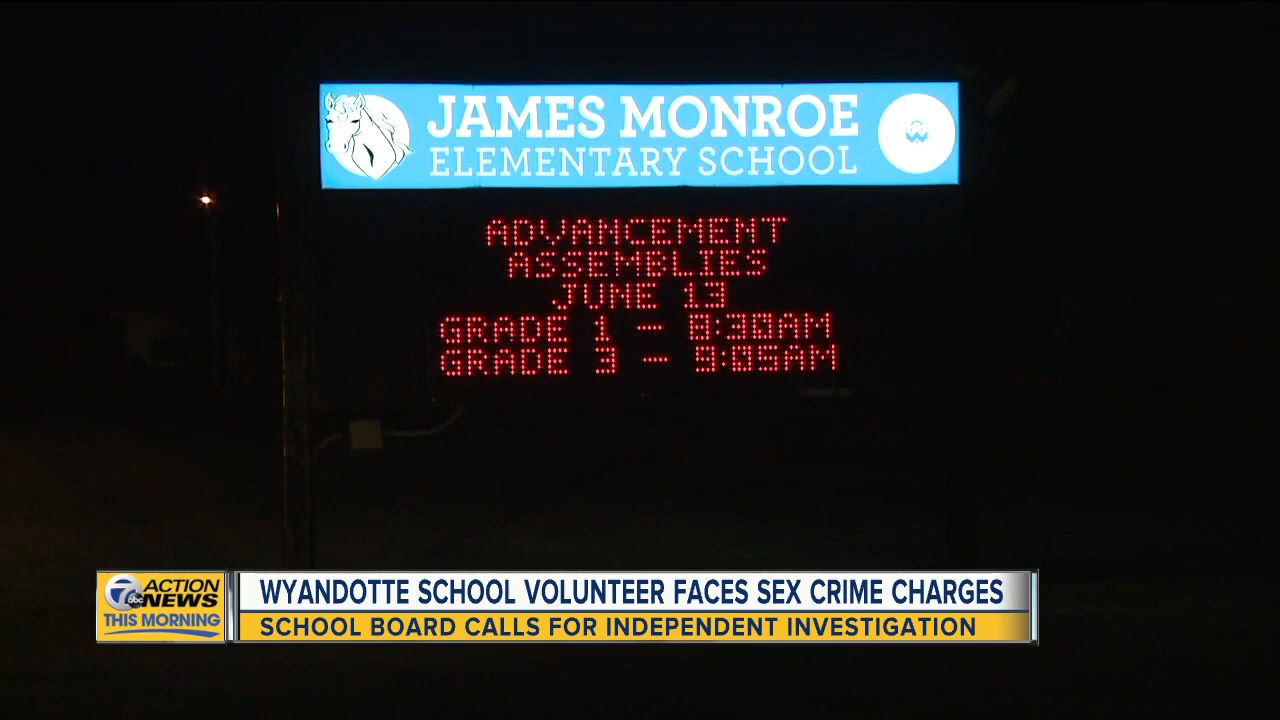 JAMES MONROE
ELEMENTARY SCHOOL
ADVANCEMENT
ASSEMBLIES
JUNE 13
GRADE 1 - 8:30AM
GRADE 3 - 9:05AM
7 abc ACTION NEWS
THIS MORNING
WYANDOTTE SCHOOL VOLUNTEER FACES SEX CRIME CHARGES
SCHOOL BOARD CALLS FOR INDEPENDENT INVESTIGATION